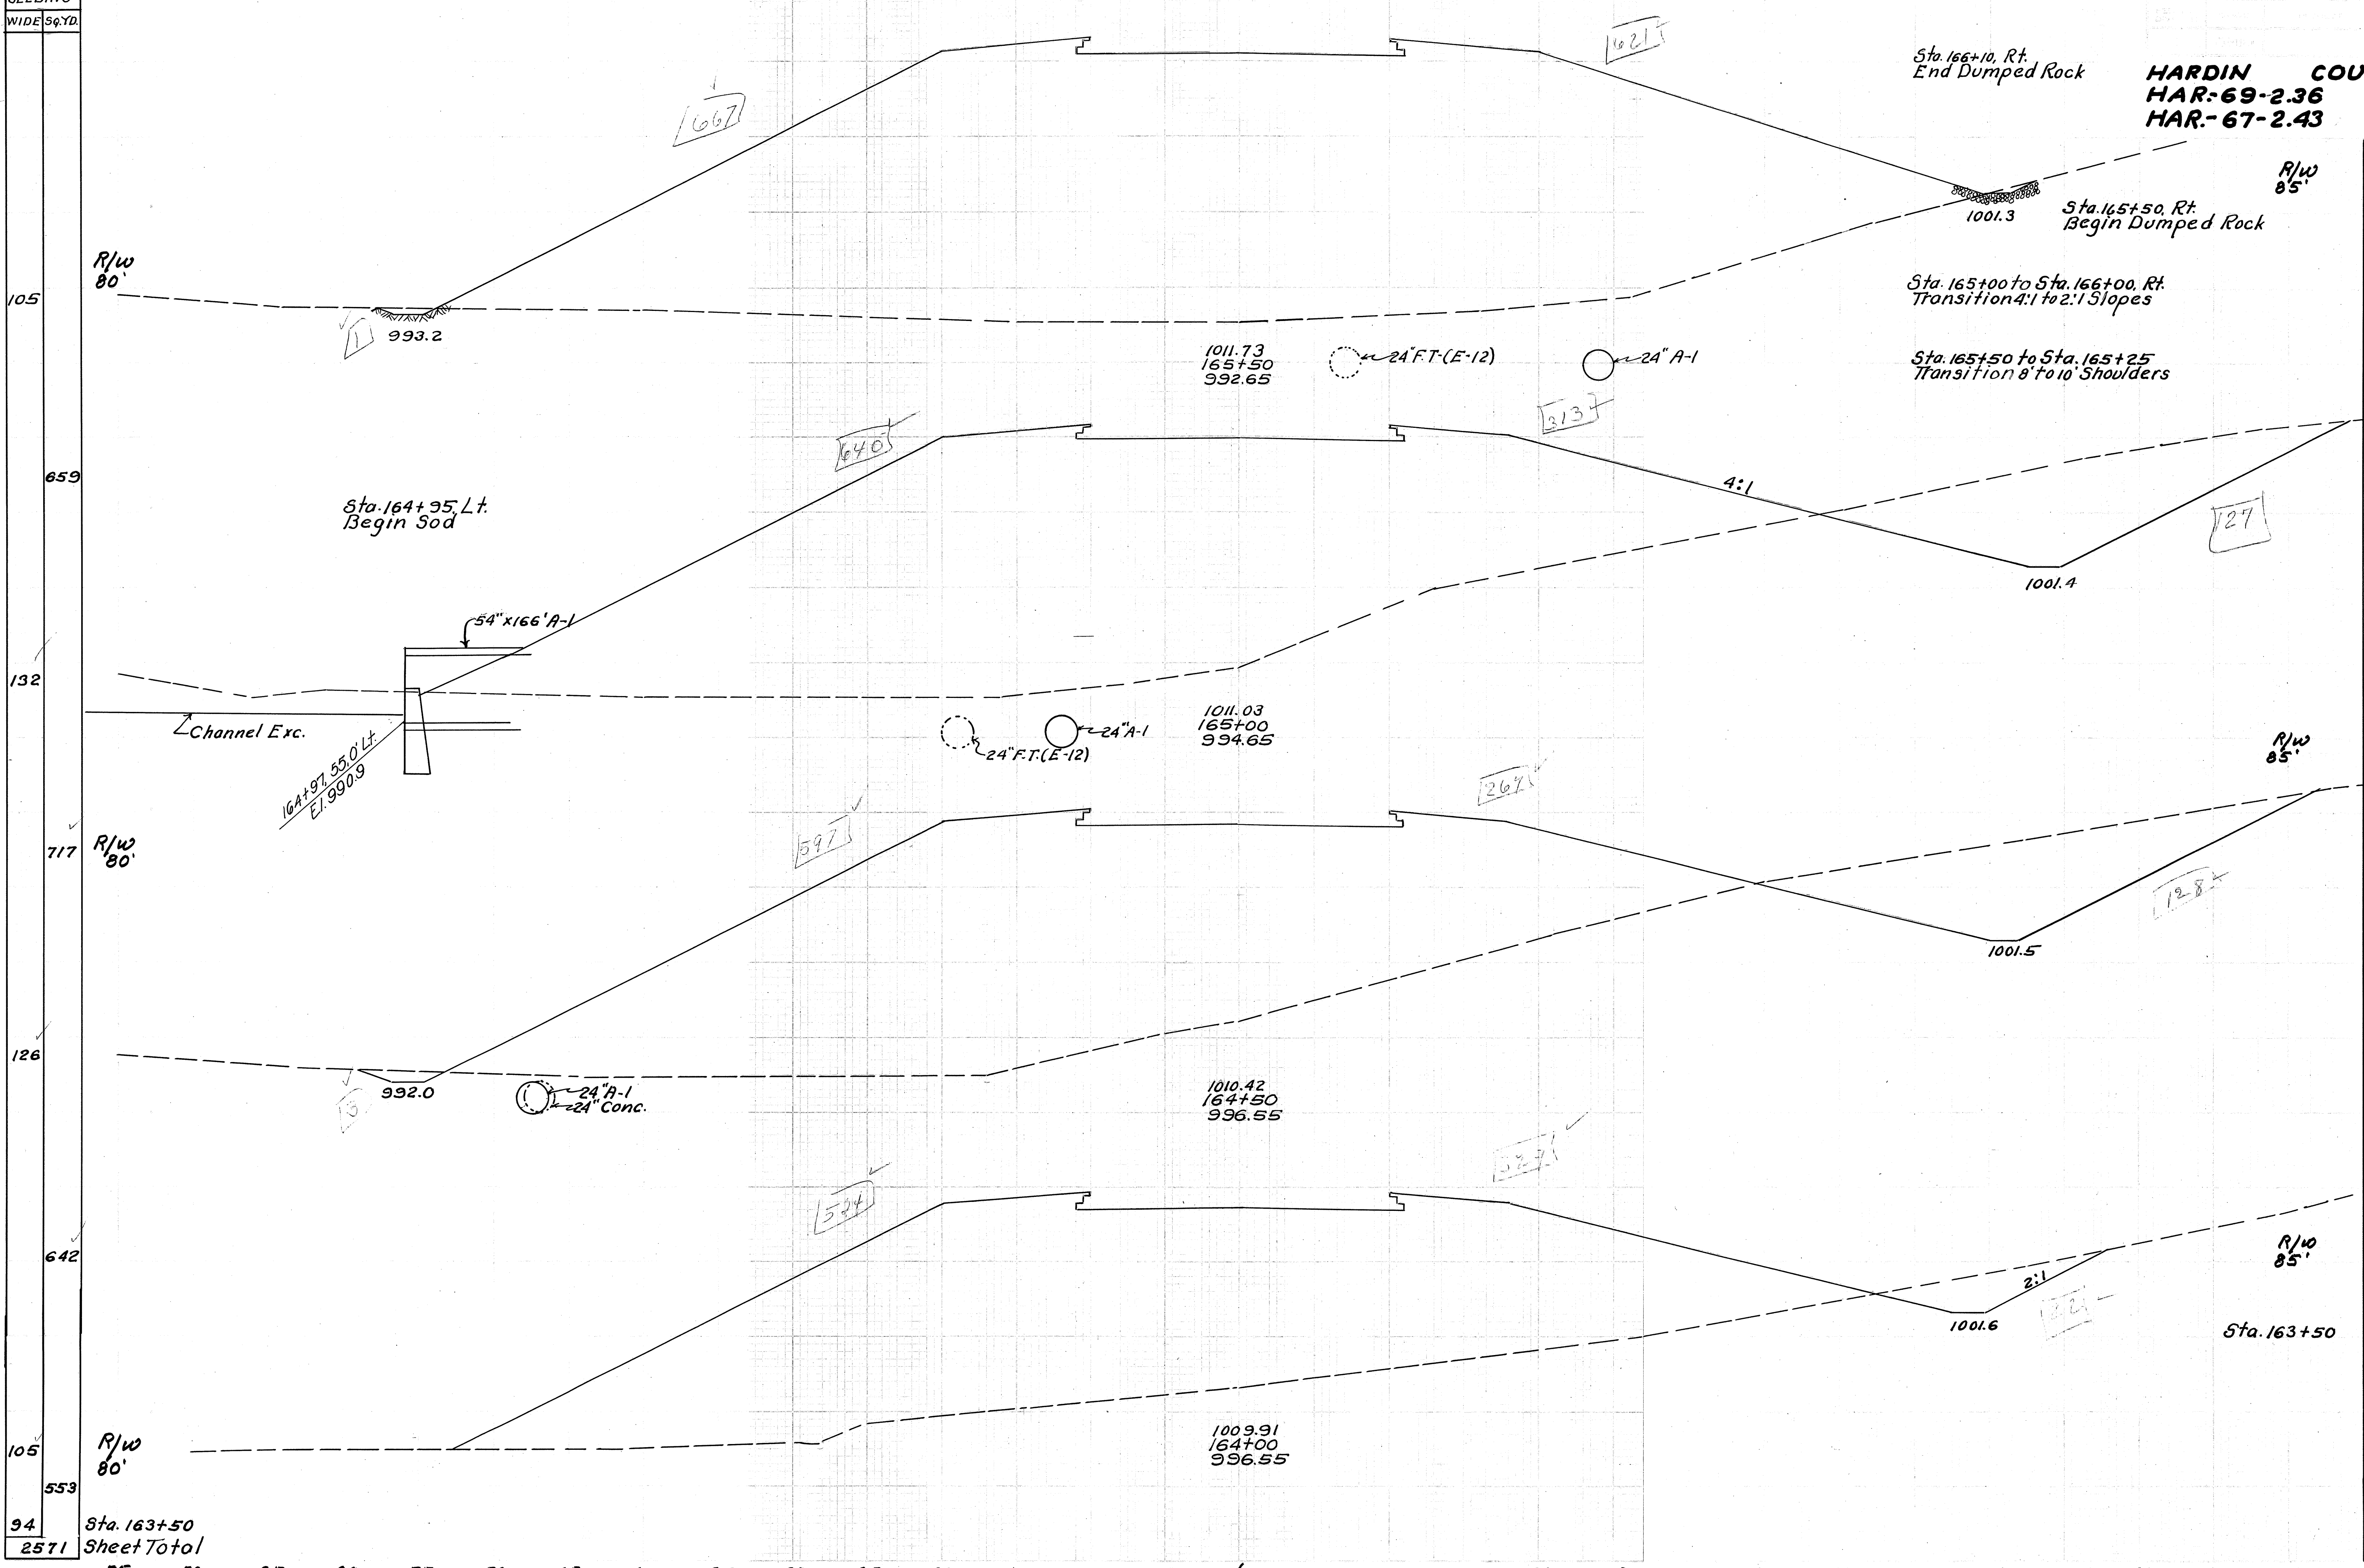 WIDE SQ.YD.
621
Sta. 166+10, Rt.
End Dumped Rock
HARDIN COU
HAR.-69-2.36
HAR.-67-2.43
667
R/W
85'
1001.3
Sta. 165+50, Rt.
Begin Dumped Rock
R/W
80'
105
1
993.2
Sta. 165+00 to Sta. 166+00, Rt.
Transition 4:1 to 2:1 Slopes
1011.73
165+50
992.65
24" F.T-(E-12)
24" A-1
Sta. 165+50 to Sta. 165+25
Transition 8' to 10' Shoulders
640
313
659
4:1
Sta. 164+95, Lt.
Begin Sod
127
1001.4
54" x 166' A-1
132
Channel Exc.
164+97, 55.0' Lt.
El. 990.9
24" F.T.(E-12)
24" A-1
1011.03
165+00
994.65
R/W
85'
267
597
717
R/W
80'
128
1001.5
126
3
992.0
24" A-1
24" Conc.
1010.42
164+50
996.55
534
642
R/W
85'
2:1
1001.6
Sta. 163+50
105
R/W
80'
1009.91
164+00
996.55
553
94
Sta. 163+50
2571 Sheet Total